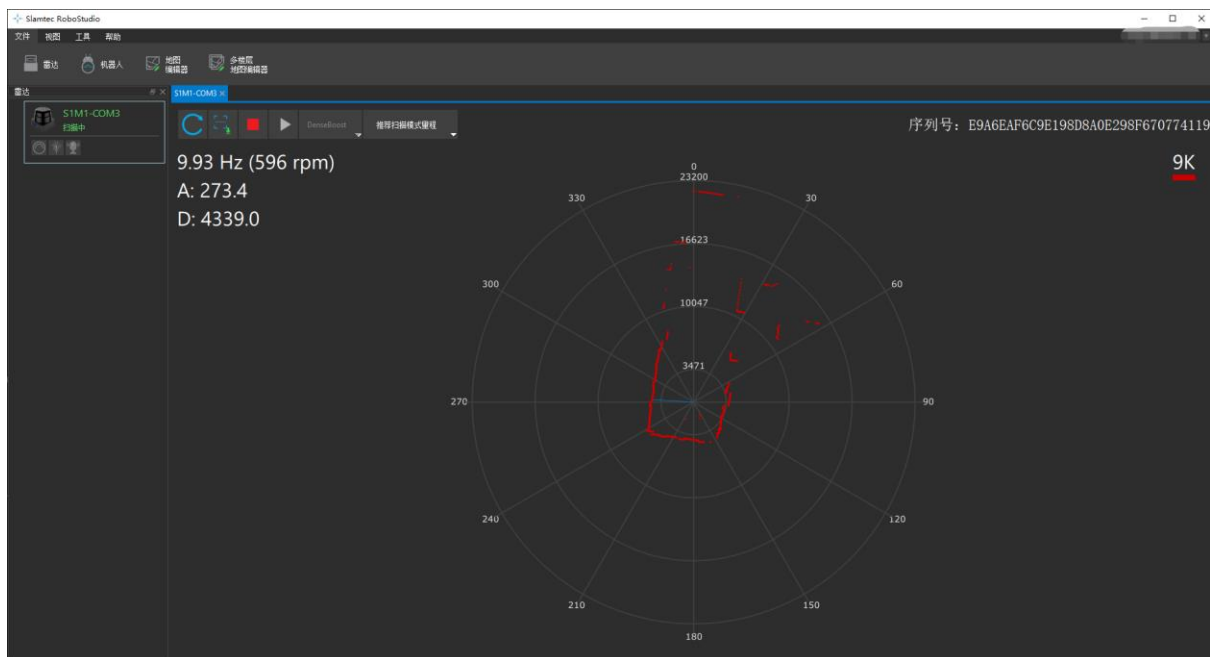 Slamtec RoboStudio
文件 视图 工具 帮助
雷达 机器人 地图编辑器 多楼层地图编辑器
雷达
S1M1-COM3
S1M1-COM3
扫描中
DenseBoost 推荐扫描模式量程
序列号: E9A6EAF6C9E198D8A0E298F670774119
9.93 Hz (596 rpm)
9K
A: 273.4
D: 4339.0
0
23200
330
30
16623
300
60
10047
3471
270
90
240
120
210
150
180